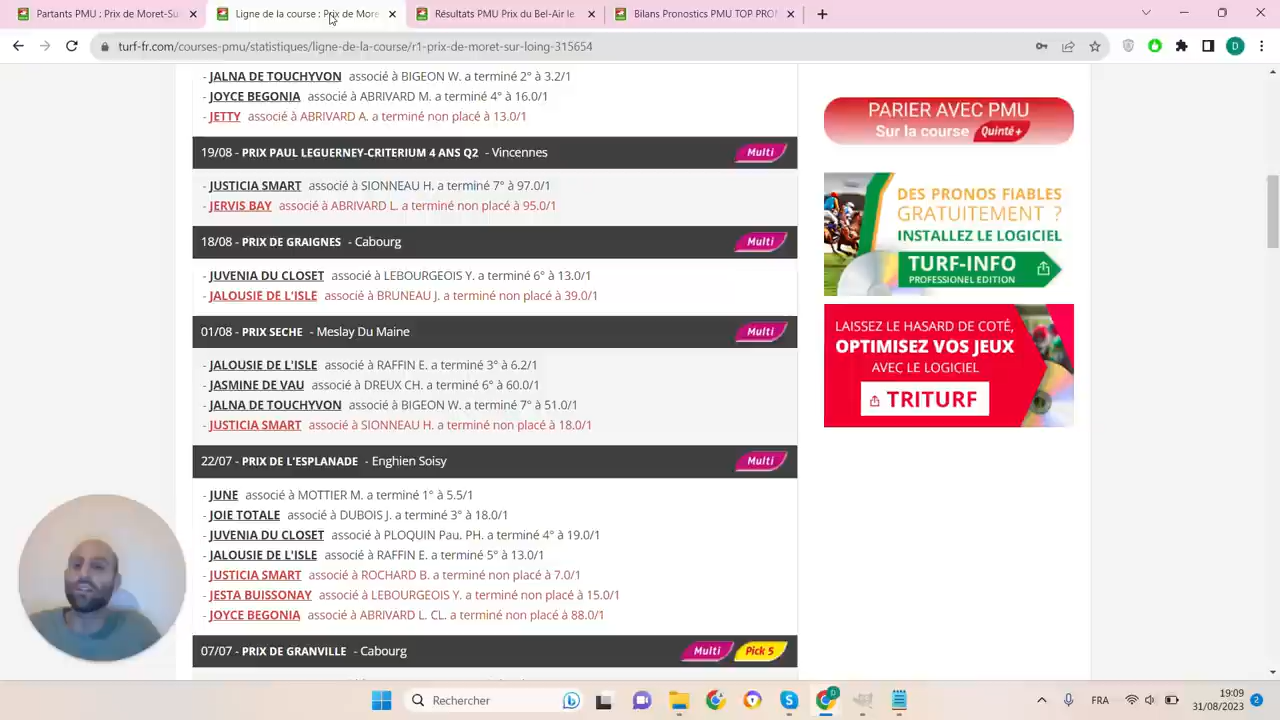 Partants PMU : Prix de Moret-Su
Ligne de la course : Prix de More
Résultats PMU du Bel-Air le
Bilans Pronostics PMU TOP PRON
turf-fr.com/courses-pmu/statistiques/ligne-de-la-course/r1-prix-de-moret-sur-loing-315654
D
- JALNA DE TOUCHYVON associé à BIGEON W. a terminé 2° à 3.2/1
- JOYCE BEGONIA associé à ABRIVARD M. a terminé 4° à 16.0/1
- JETTY associé à ABRIVARD A. a terminé non placé à 13.0/1
19/08 - PRIX PAUL LEGUERNEY-CRITERIUM 4 ANS Q2 - Vincennes Multi
- JUSTICIA SMART associé à SIONNEAU H. a terminé 7° à 97.0/1
- JERVIS BAY associé à ABRIVARD L. a terminé non placé à 95.0/1
18/08 - PRIX DE GRAIGNES - Cabourg Multi
- JUVENIA DU CLOSET associé à LEBOURGEOIS Y. a terminé 6° à 13.0/1
- JALOUSIE DE L'ISLE associé à BRUNEAU J. a terminé non placé à 39.0/1
01/08 - PRIX SECHE - Meslay Du Maine Multi
- JALOUSIE DE L'ISLE associé à RAFFIN E. a terminé 3° à 6.2/1
- JASMINE DE VAU associé à DREUX CH. a terminé 6° à 60.0/1
- JALNA DE TOUCHYVON associé à BIGEON W. a terminé 7° à 51.0/1
- JUSTICIA SMART associé à SIONNEAU H. a terminé non placé à 18.0/1
22/07 - PRIX DE L'ESPLANADE - Enghien Soisy Multi
- JUNE associé à MOTTIER M. a terminé 1° à 5.5/1
- JOIE TOTALE associé à DUBOIS J. a terminé 3° à 18.0/1
- JUVENIA DU CLOSET associé à PLOQUIN Pau. PH. a terminé 4° à 19.0/1
- JALOUSIE DE L'ISLE associé à RAFFIN E. a terminé 5° à 13.0/1
- JUSTICIA SMART associé à ROCHARD B. a terminé non placé à 7.0/1
- JESTA BUISSONAY associé à LEBOURGEOIS Y. a terminé non placé à 15.0/1
- JOYCE BEGONIA associé à ABRIVARD L. CL. a terminé non placé à 88.0/1
07/07 - PRIX DE GRANVILLE - Cabourg Multi Pick 5
PARIER AVEC PMU
Sur la course Quinté+
DES PRONOS FIABLES
GRATUITEMENT ?
INSTALLEZ LE LOGICIEL
TURF-INFO
PROFESSIONEL EDITION
LAISSEZ LE HASARD DE COTÉ,
OPTIMISEZ VOS JEUX
AVEC LE LOGICIEL
TRITURF
Rechercher
FRA
19:09
31/08/2023
2